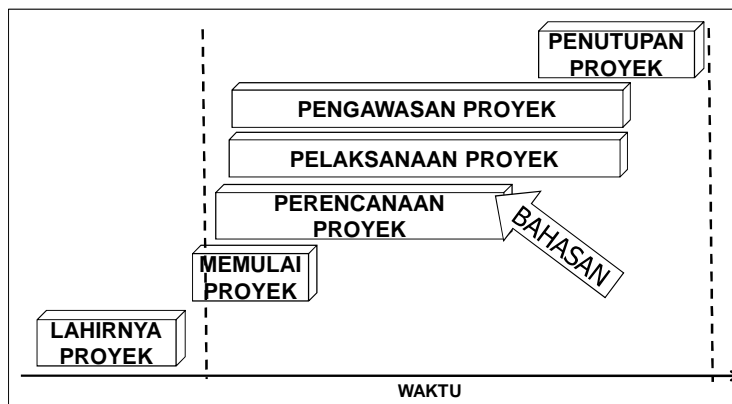 PENUTUPAN
PROYEK
PENGAWASAN PROYEK
PELAKSANAAN PROYEK
PERENCANAAN
PROYEK
BAHASAN
MEMULAI
PROYEK
LAHIRNYA
PROYEK
WAKTU